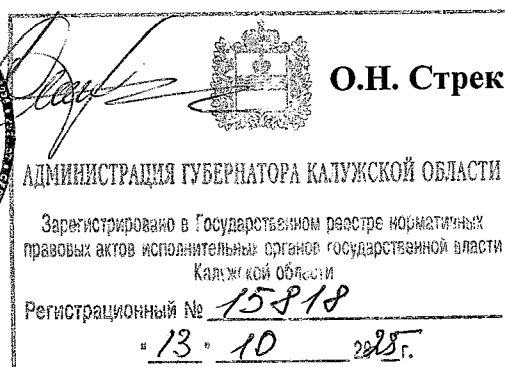 О.Н. Стрек
АДМИНИСТРАЦИЯ ГУБЕРНАТОРА КАЛУЖСКОЙ ОБЛАСТИ
Зарегистрировано в Государственном реестре нормативных
правовых актов исполнительных органов государственной власти
Калужской области
Регистрационный № 15818
"13" 10 2025г.